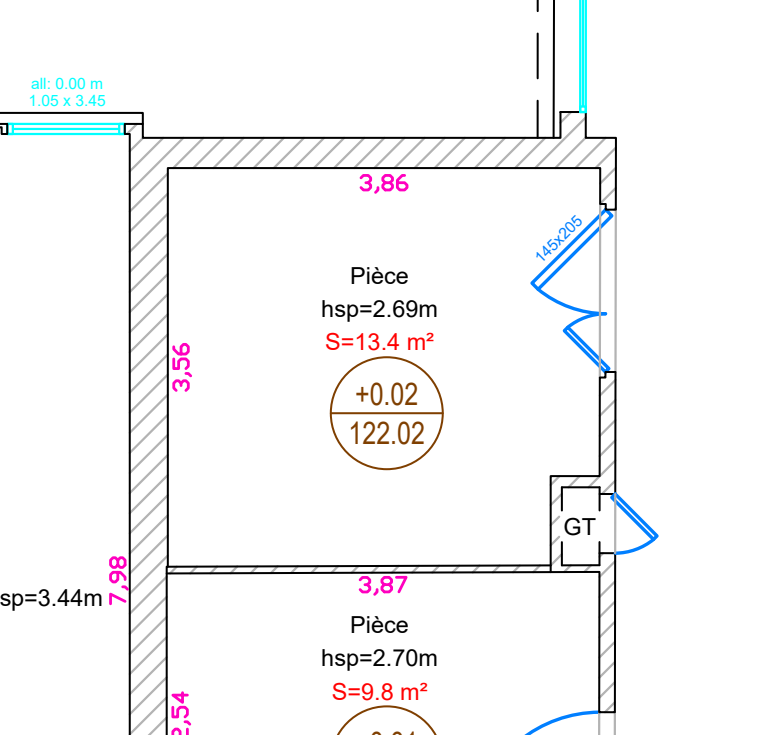 all: 0.00 m
1.05 x 3.45
3,86
145x205
Pièce
hsp=2.69m
S=13.4 m²
3,56
+0.02
122.02
GT
7,98
sp=3.44m
3,87
Pièce
hsp=2.70m
S=9.8 m²
2,54